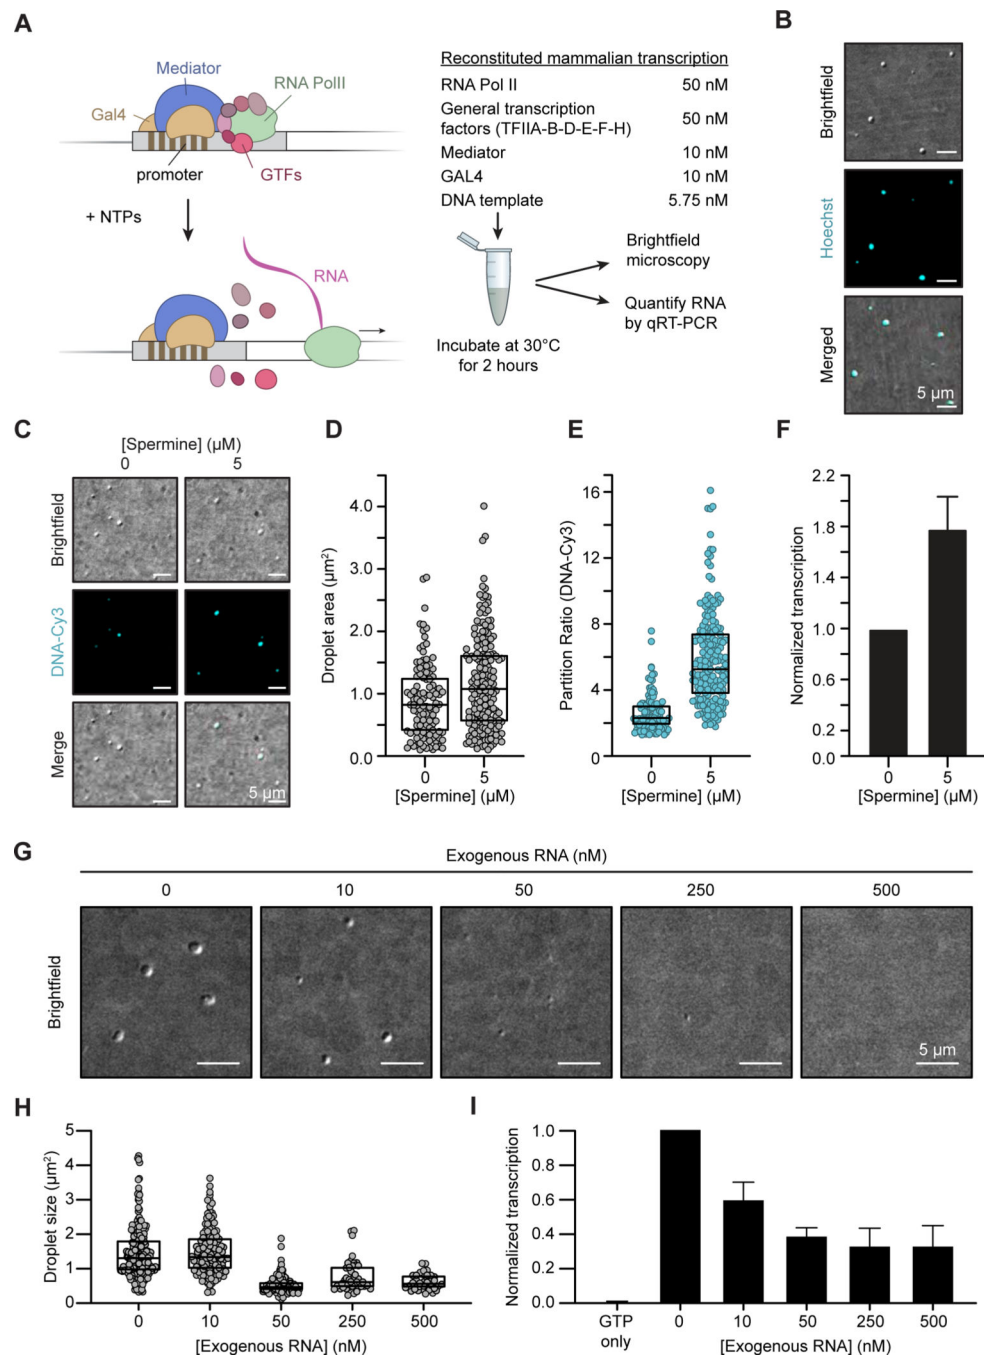 A
Mediator
RNA PolII
Gal4
promoter
GTFs
+ NTPs
RNA
Reconstituted mammalian transcription
RNA Pol II 50 nM
General transcription
factors (TFIIA-B-D-E-F-H) 50 nM
Mediator 10 nM
GAL4 10 nM
DNA template 5.75 nM
Brightfield
microscopy
Quantify RNA
by qRT-PCR
Incubate at 30°C
for 2 hours
B
Brightfield
Hoechst
Merged
5 µm
C
[Spermine] (µM)
0 5
Brightfield
DNA-Cy3
Merge
5 µm
D
Droplet area (µm²)
4.0
3.0
2.0
1.0
0.0
0 5
[Spermine] (µM)
E
Partition Ratio (DNA-Cy3)
16
12
8
4
0
0 5
[Spermine] (µM)
F
Normalized transcription
2.2
1.8
1.4
1.0
0.6
0.2
0 5
[Spermine] (µM)
G
Exogenous RNA (nM)
0 10 50 250 500
Brightfield
5 µm
H
Droplet size (µm²)
5
4
3
2
1
0
0 10 50 250 500
[Exogenous RNA] (nM)
I
Normalized transcription
1.0
0.8
0.6
0.4
0.2
0.0
GTP
only
0 10 50 250 500
[Exogenous RNA] (nM)